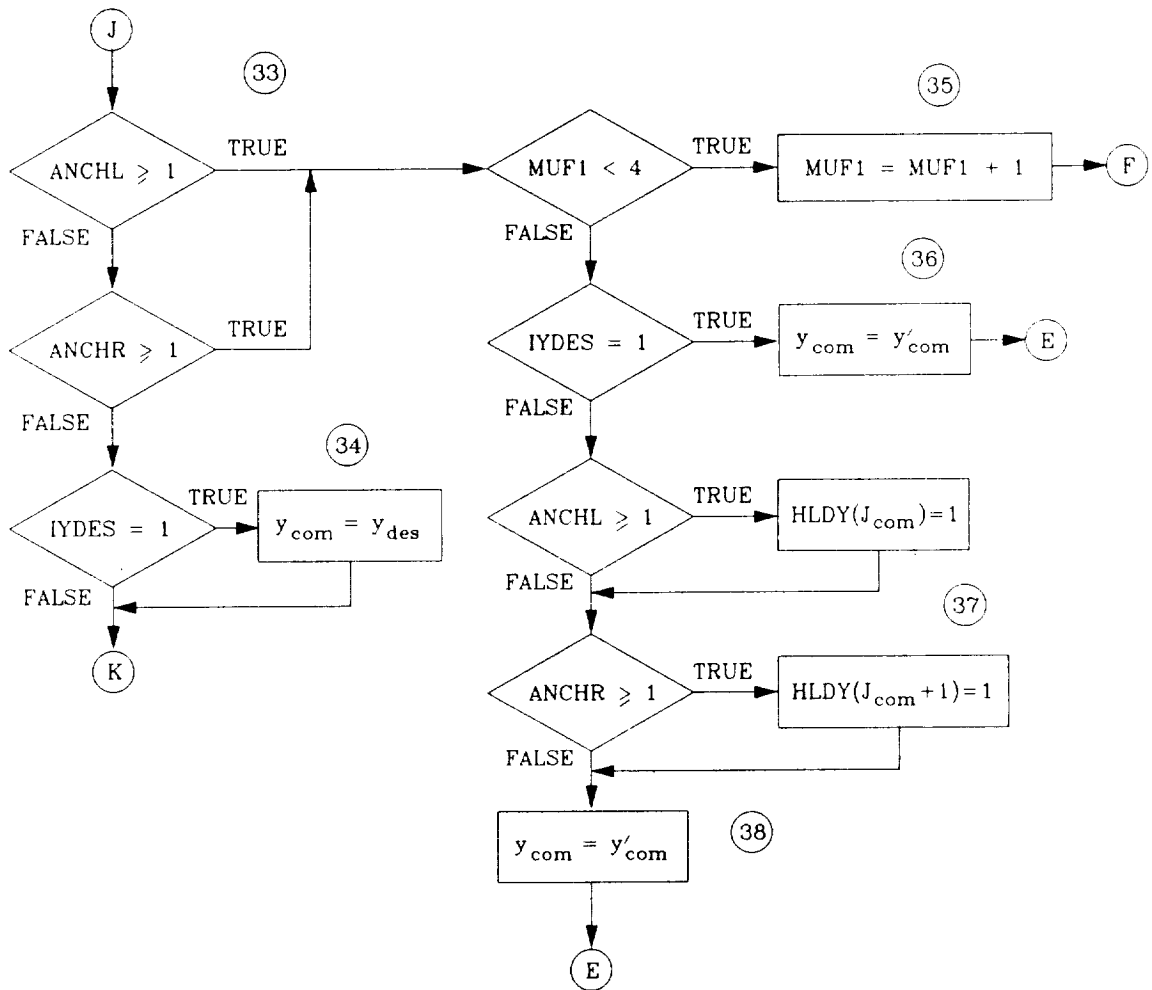 J
33
35
ANCHL ⩾ 1
TRUE
MUF1 < 4
TRUE
MUF1 = MUF1 + 1
F
FALSE
FALSE
36
ANCHR ⩾ 1
TRUE
IYDES = 1
TRUE
y_com = y′_com
E
FALSE
FALSE
34
IYDES = 1
TRUE
y_com = y_des
ANCHL ⩾ 1
TRUE
HLDY(J_com)=1
FALSE
FALSE
37
K
ANCHR ⩾ 1
TRUE
HLDY(J_com+1)=1
FALSE
y_com = y′_com
38
E